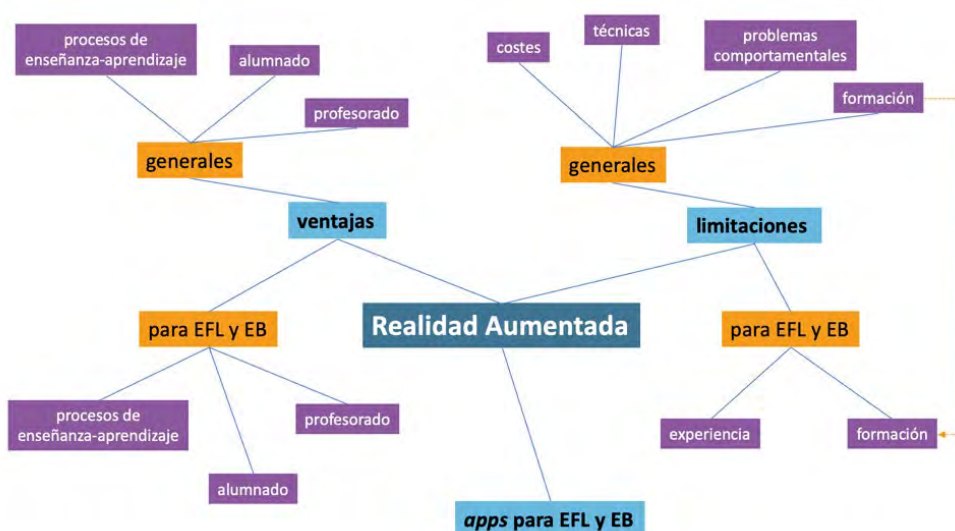 procesos de
enseñanza-aprendizaje
alumnado
profesorado
generales
ventajas
costes
técnicas
problemas
comportamentales
formación
generales
limitaciones
Realidad Aumentada
para EFL y EB
procesos de
enseñanza-aprendizaje
alumnado
profesorado
para EFL y EB
experiencia
formación
apps para EFL y EB